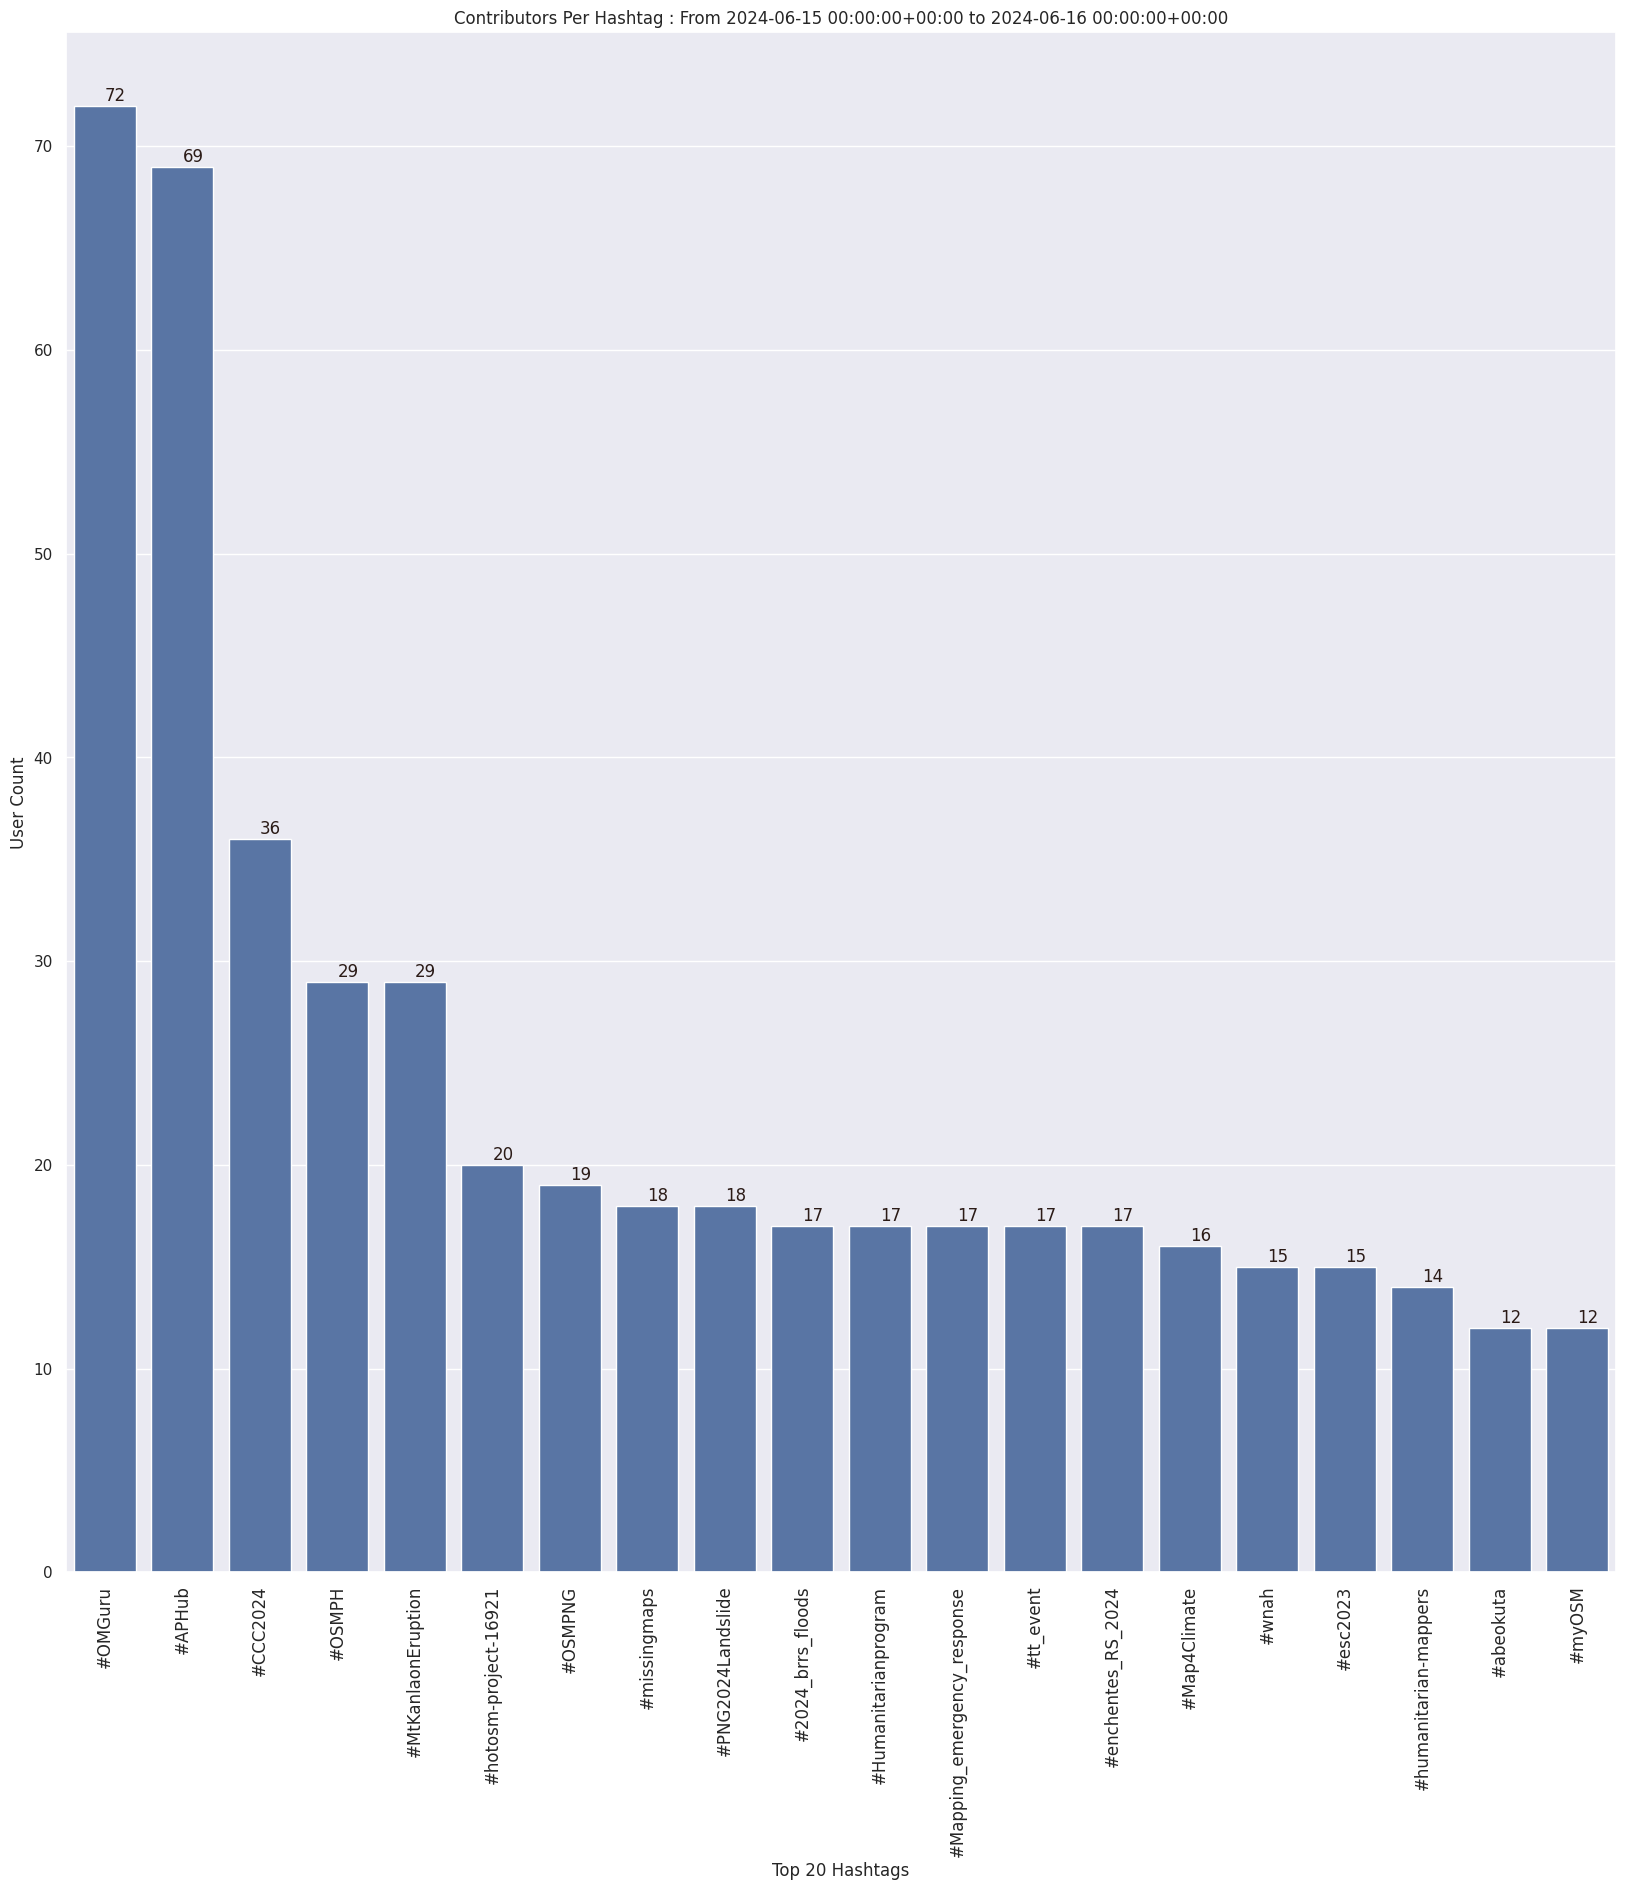 Contributors Per Hashtag : From 2024-06-15 00:00:00+00:00 to 2024-06-16 00:00:00+00:00
User Count
70
60
50
40
30
20
10
0
72
69
36
29
29
20
19
18
18
17
17
17
17
17
16
15
15
14
12
12
#OMGuru
#APHub
#CCC2024
#OSMPH
#MtKanlaonEruption
#hotosm-project-16921
#OSMPNG
#missingmaps
#PNG2024Landslide
#2024_brrs_floods
#Humanitarianprogram
#Mapping_emergency_response
#tt_event
#enchentes_RS_2024
#Map4Climate
#wnah
#esc2023
#humanitarian-mappers
#abeokuta
#myOSM
Top 20 Hashtags